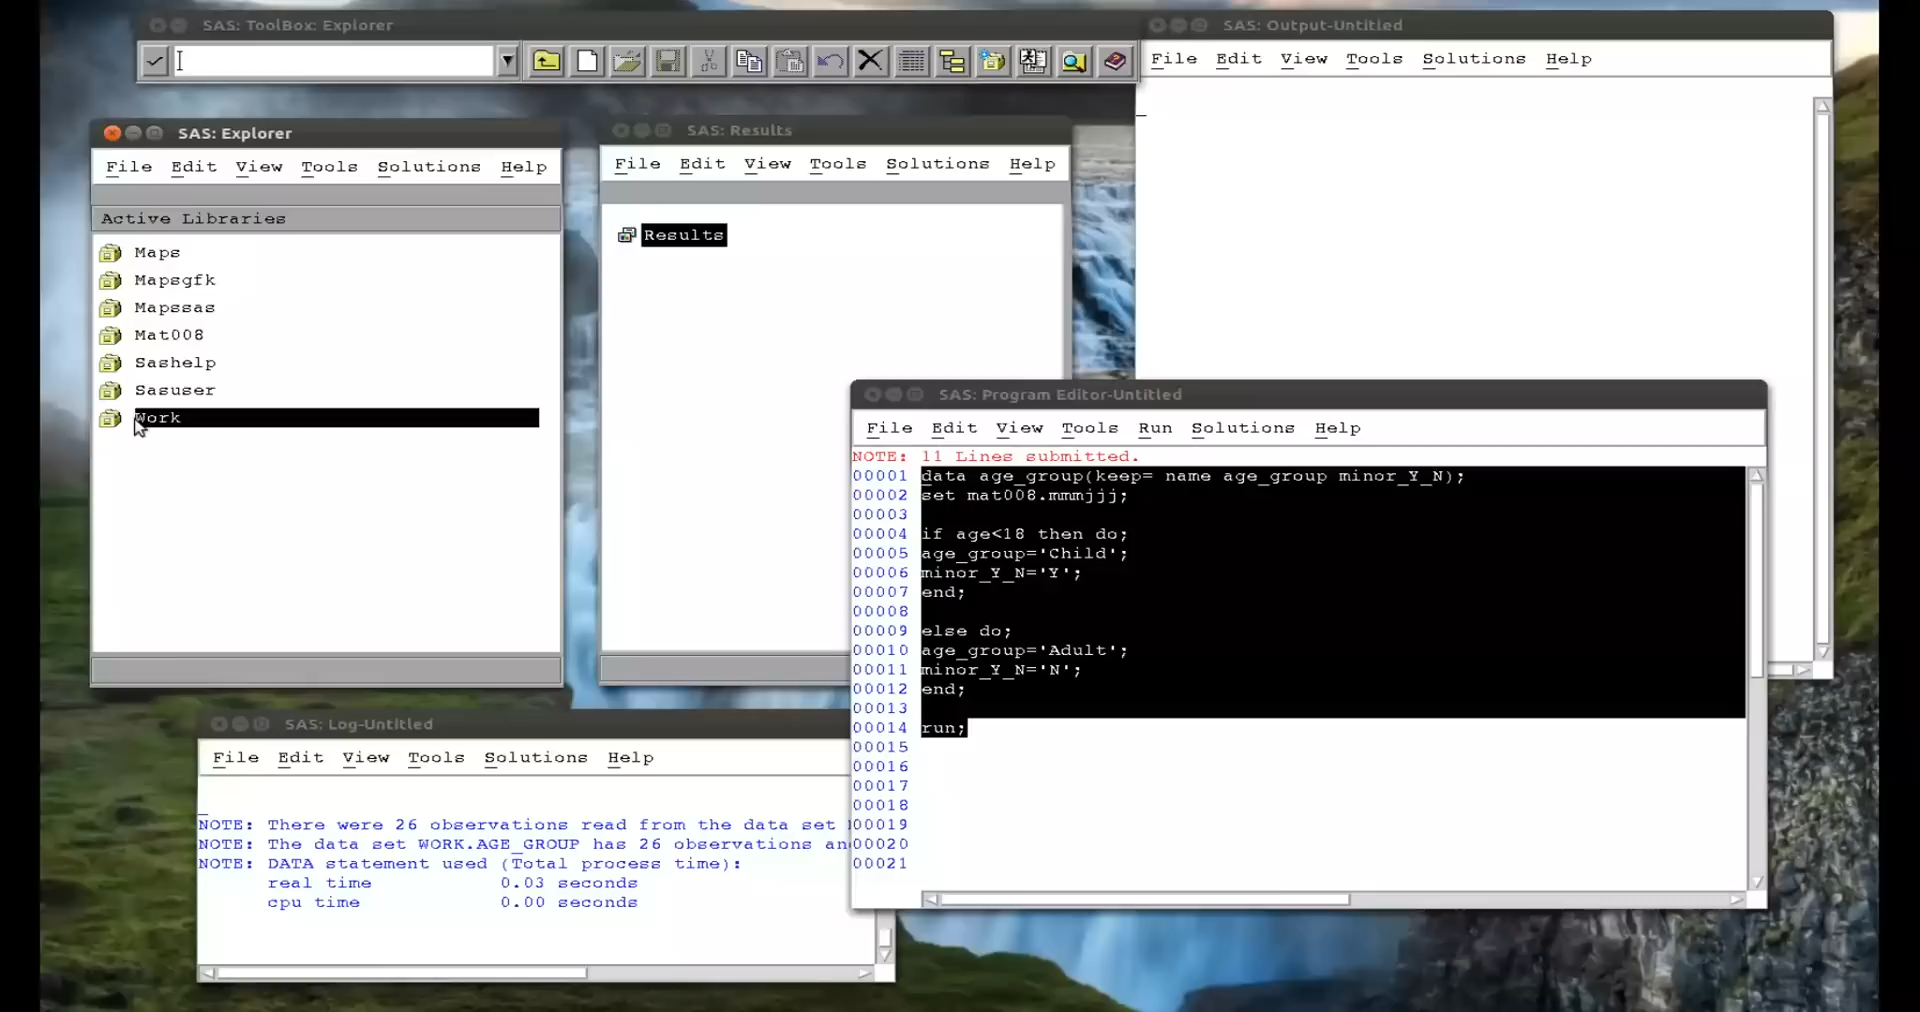 SAS: ToolBox: Explorer
SAS: Output-Untitled
File Edit View Tools Solutions Help
SAS: Explorer
File Edit View Tools Solutions Help
Active Libraries
Maps
Mapsgfk
Mapssas
Mat008
Sashelp
Sasuser
Work
SAS: Results
File Edit View Tools Solutions Help
Results
SAS: Program Editor-Untitled
File Edit View Tools Run Solutions Help
NOTE: 11 Lines submitted.
00001 data age_group(keep= name age_group minor_Y_N);
00002 set mat008.mmmjjj;
00003
00004 if age<18 then do;
00005 age_group='Child';
00006 minor_Y_N='Y';
00007 end;
00008
00009 else do;
00010 age_group='Adult';
00011 minor_Y_N='N';
00012 end;
00013
00014 run;
00015
00016
00017
00018
00019
00020
00021
SAS: Log-Untitled
File Edit View Tools Solutions Help
NOTE: There were 26 observations read from the data set
NOTE: The data set WORK.AGE_GROUP has 26 observations an
NOTE: DATA statement used (Total process time):
real time 0.03 seconds
cpu time 0.00 seconds